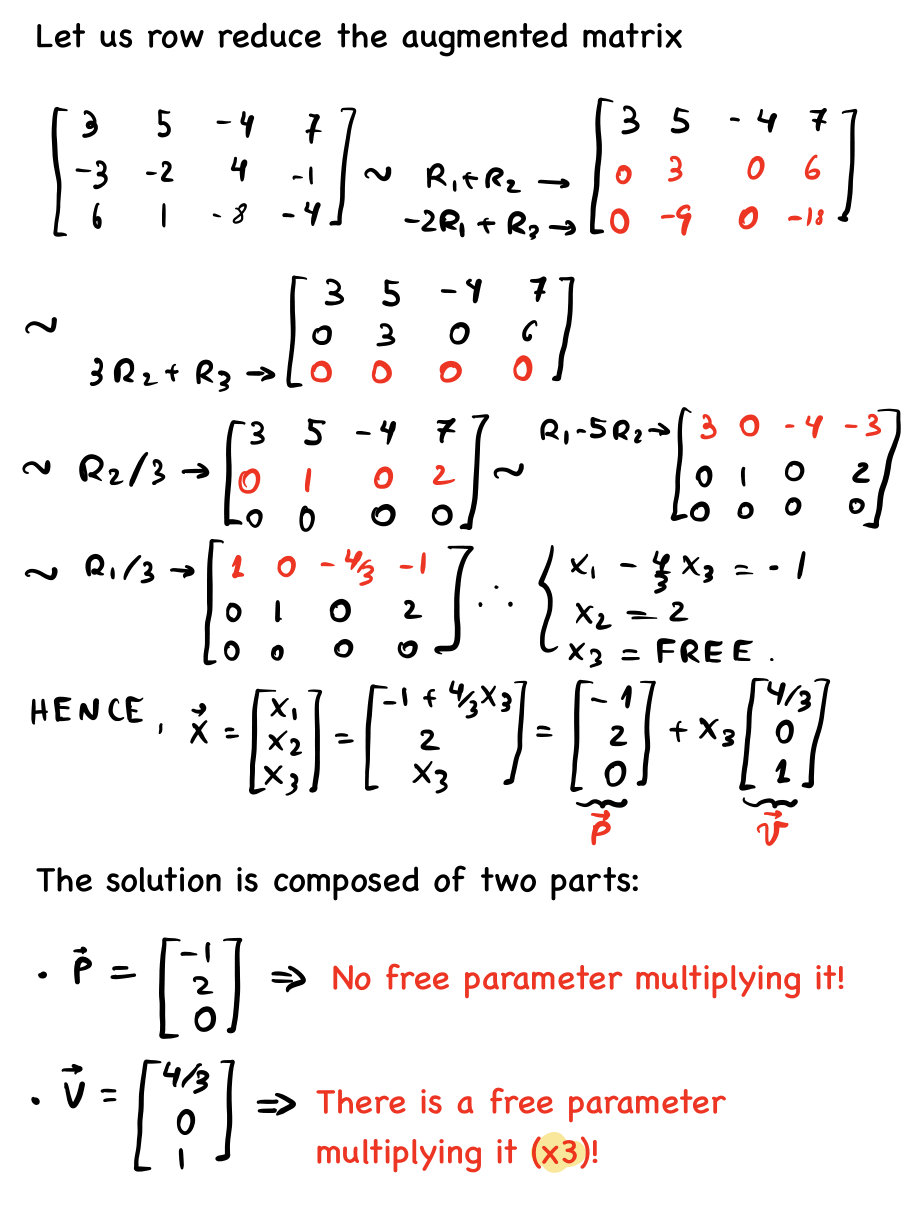 Let us row reduce the augmented matrix
[3 5 -4 7; -3 -2 4 -1; 6 1 -8 -4] ~ R₁+R₂ → -2R₁+R₃ → [3 5 -4 7; 0 3 0 6; 0 -9 0 -18]
~ 3R₂+R₃ → [3 5 -4 7; 0 3 0 6; 0 0 0 0]
~ R₂/3 → [3 5 -4 7; 0 1 0 2; 0 0 0 0] ~ R₁-5R₂ → [3 0 -4 -3; 0 1 0 2; 0 0 0 0]
~ R₁/3 → [1 0 -4/3 -1; 0 1 0 2; 0 0 0 0] ∴ { x₁ - 4/3 x₃ = -1
x₂ = 2
x₃ = FREE.
HENCE, x⃗ = [x₁; x₂; x₃] = [-1 + 4/3x₃; 2; x₃] = [-1; 2; 0] + x₃ [4/3; 0; 1]
p⃗ v⃗
The solution is composed of two parts:
• p⃗ = [-1; 2; 0] ⇒ No free parameter multiplying it!
• v⃗ = [4/3; 0; 1] ⇒ There is a free parameter
multiplying it (x3)!